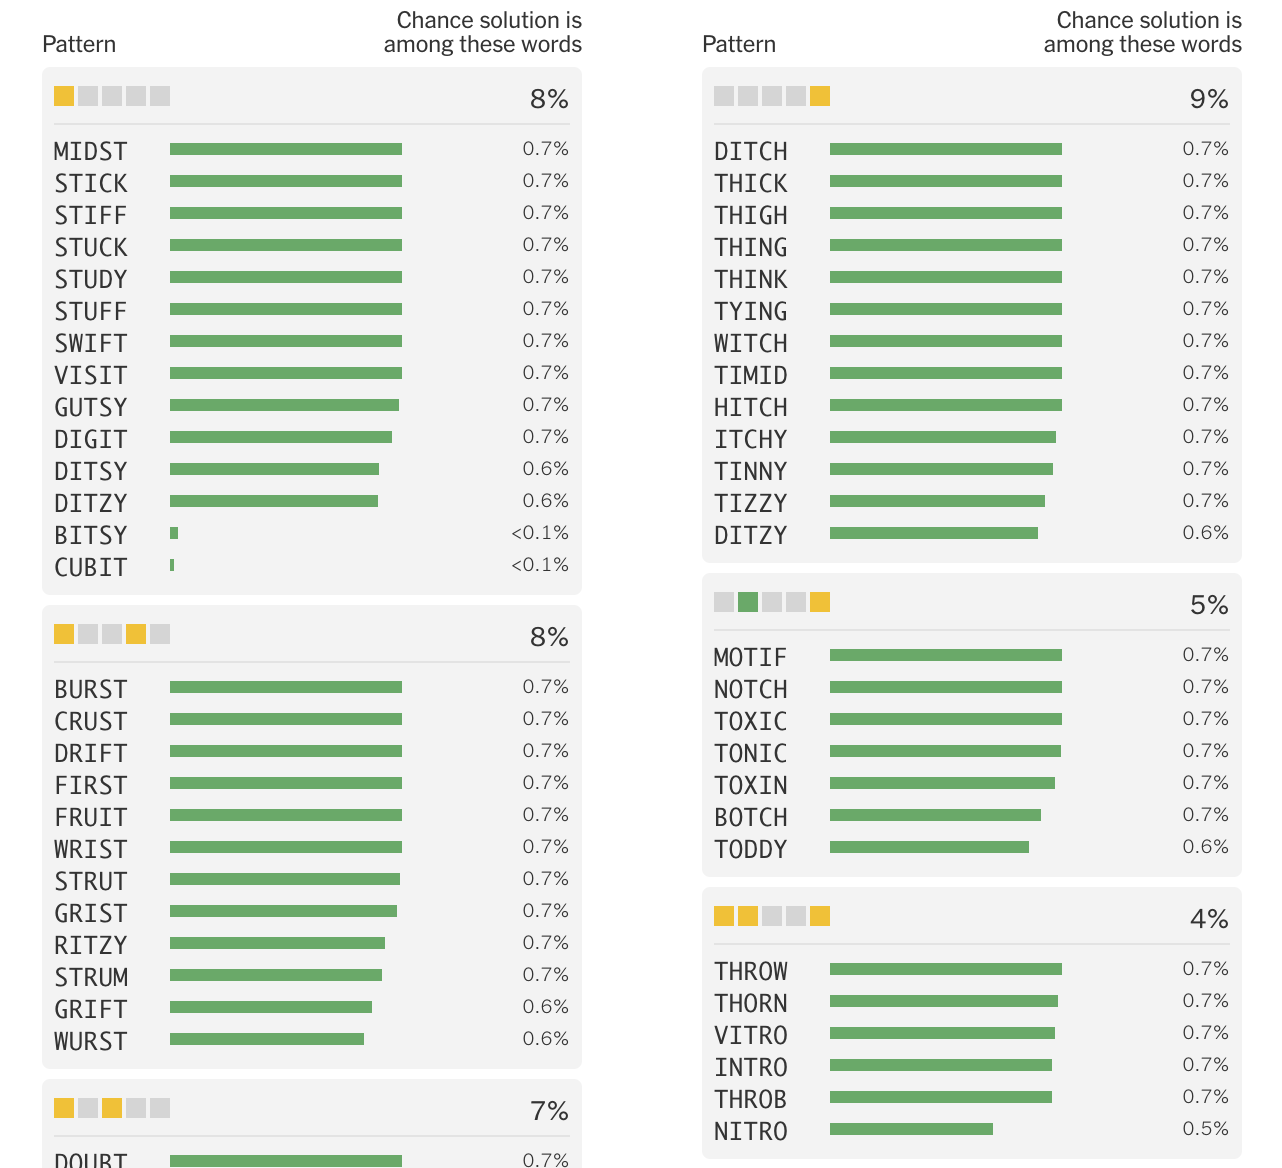 Pattern
Chance solution is
among these words
8%
MIDST 0.7%
STICK 0.7%
STIFF 0.7%
STUCK 0.7%
STUDY 0.7%
STUFF 0.7%
SWIFT 0.7%
VISIT 0.7%
GUTSY 0.7%
DIGIT 0.7%
DITSY 0.6%
DITZY 0.6%
BITSY <0.1%
CUBIT <0.1%
8%
BURST 0.7%
CRUST 0.7%
DRIFT 0.7%
FIRST 0.7%
FRUIT 0.7%
WRIST 0.7%
STRUT 0.7%
GRIST 0.7%
RITZY 0.7%
STRUM 0.7%
GRIFT 0.6%
WURST 0.6%
7%
DOUBT 0.7%
Pattern
Chance solution is
among these words
9%
DITCH 0.7%
THICK 0.7%
THIGH 0.7%
THING 0.7%
THINK 0.7%
TYING 0.7%
WITCH 0.7%
TIMID 0.7%
HITCH 0.7%
ITCHY 0.7%
TINNY 0.7%
TIZZY 0.7%
DITZY 0.6%
5%
MOTIF 0.7%
NOTCH 0.7%
TOXIC 0.7%
TONIC 0.7%
TOXIN 0.7%
BOTCH 0.7%
TODDY 0.6%
4%
THROW 0.7%
THORN 0.7%
VITRO 0.7%
INTRO 0.7%
THROB 0.7%
NITRO 0.5%